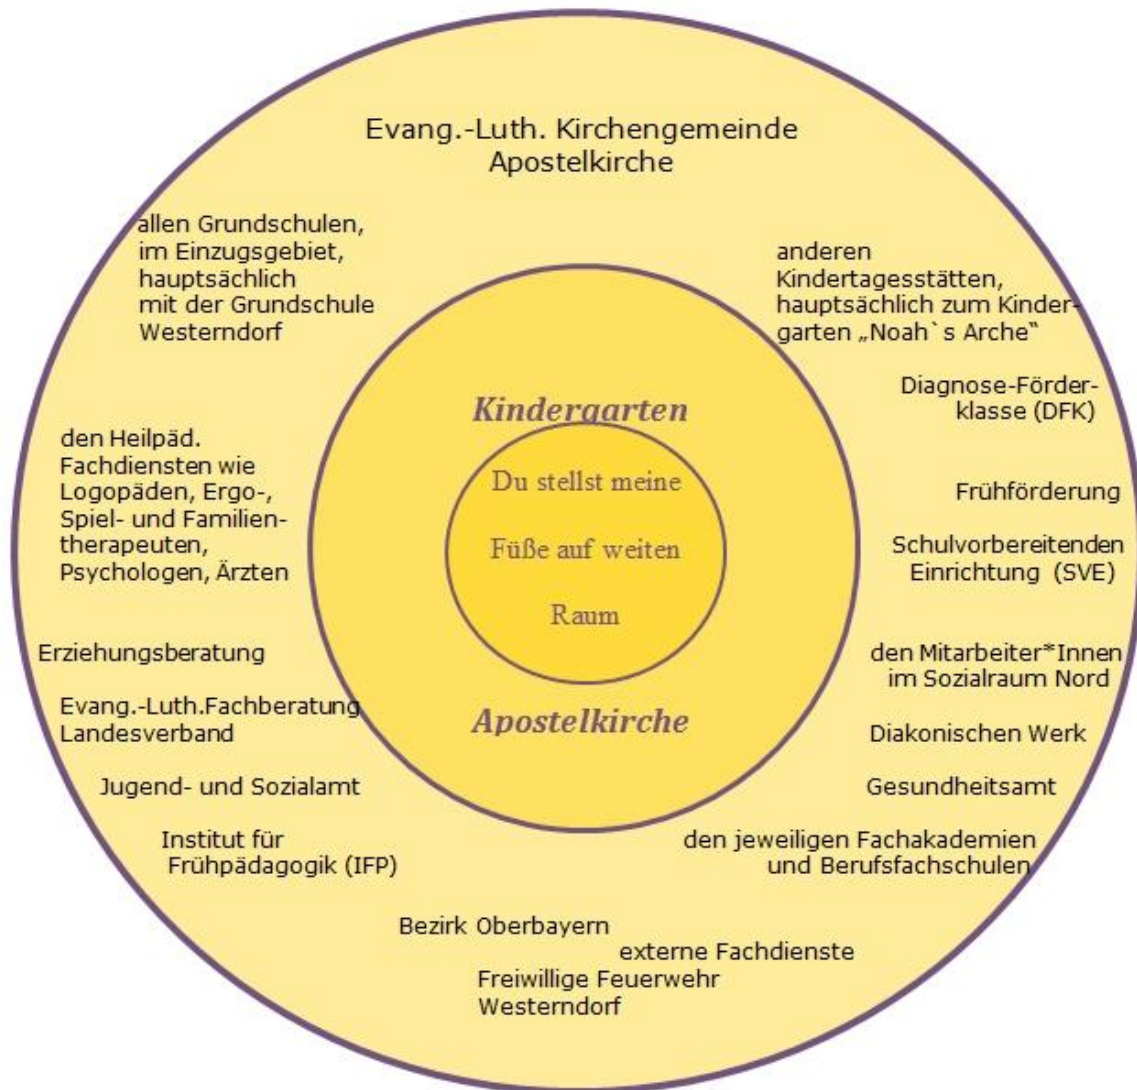 Evang.-Luth. Kirchengemeinde
Apostelkirche
allen Grundschulen,
im Einzugsgebiet,
hauptsächlich
mit der Grundschule
Westerndorf
anderen
Kindertagesstätten,
hauptsächlich zum Kinder-
garten „Noah`s Arche“
Diagnose-Förder-
klasse (DFK)
Kindergarten
Du stellst meine
Füße auf weiten
Raum
Apostelkirche
den Heilpäd.
Fachdiensten wie
Logopäden, Ergo-,
Spiel- und Familien-
therapeuten,
Psychologen, Ärzten
Frühförderung
Schulvorbereitenden
Einrichtung (SVE)
Erziehungsberatung
den Mitarbeiter*Innen
im Sozialraum Nord
Evang.-Luth.Fachberatung
Landesverband
Diakonischen Werk
Jugend- und Sozialamt
Gesundheitsamt
Institut für
Frühpädagogik (IFP)
den jeweiligen Fachakademien
und Berufsfachschulen
Bezirk Oberbayern
externe Fachdienste
Freiwillige Feuerwehr
Westerndorf